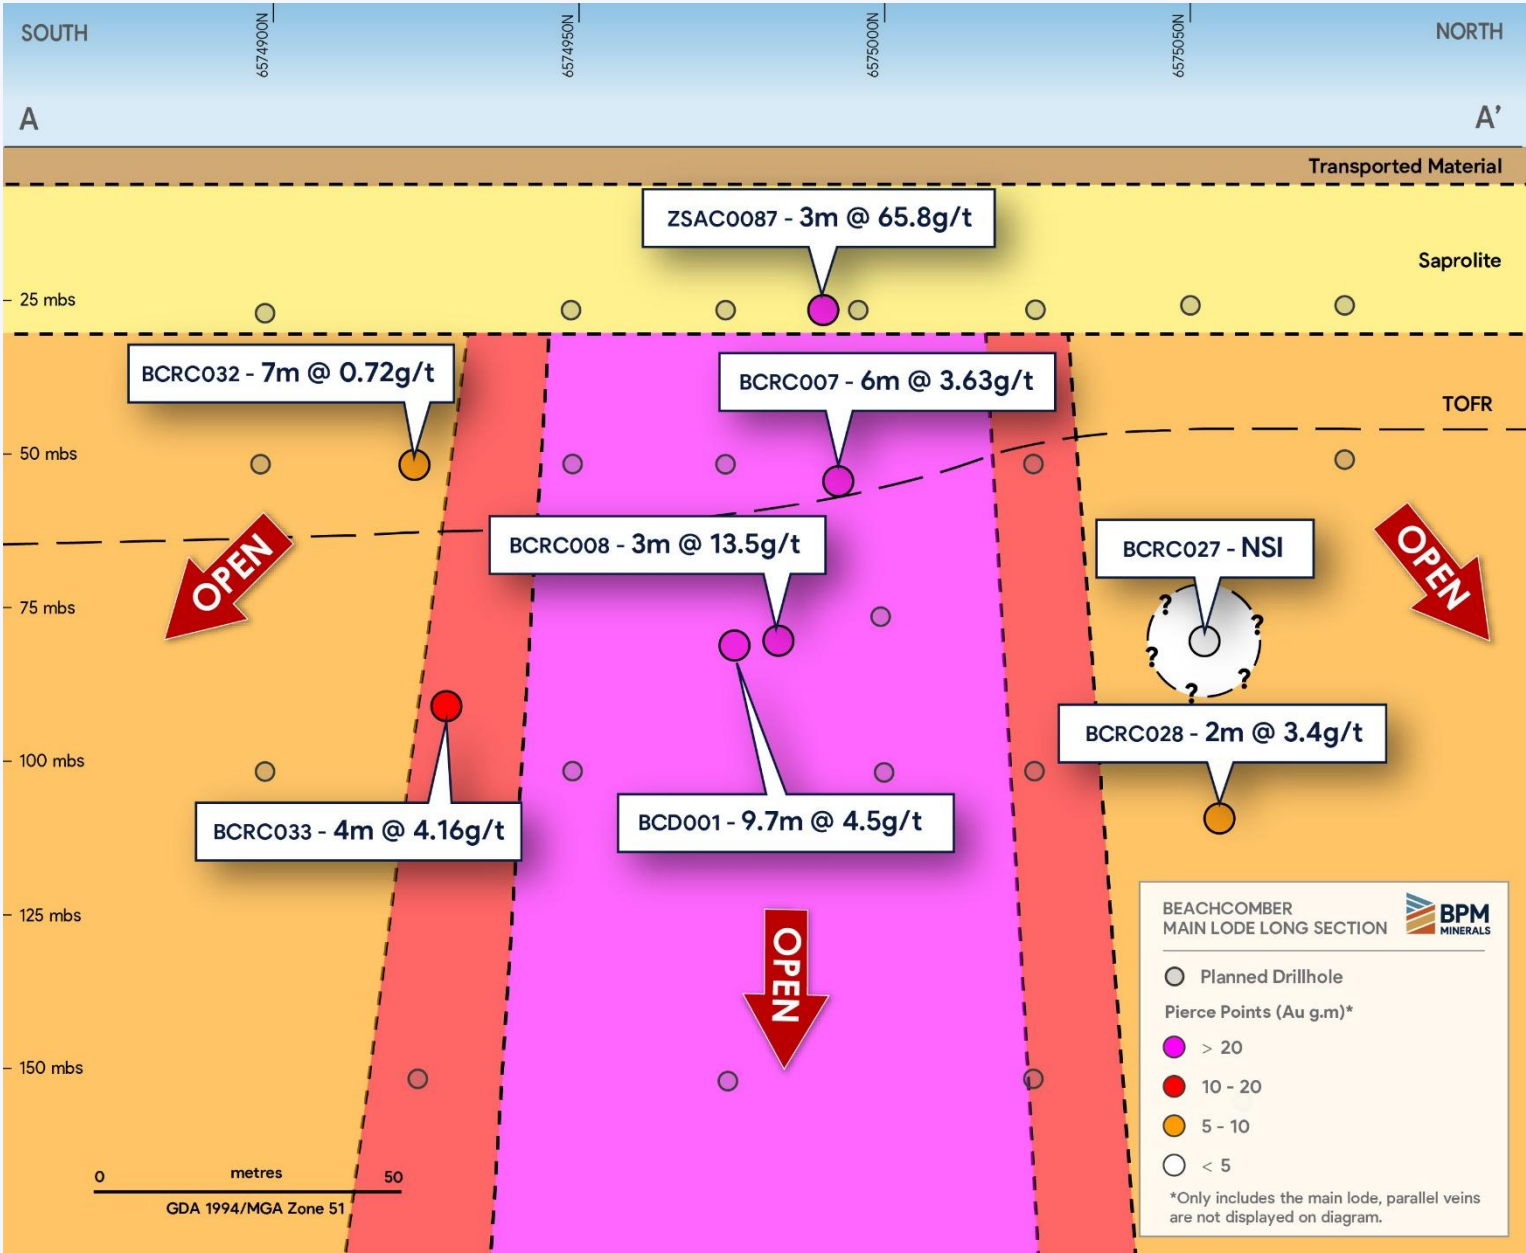 SOUTH
6574900N
6574950N
6575000N
6575050N
NORTH
A
A’
Transported Material
ZSAC0087 - 3m @ 65.8g/t
Saprolite
25 mbs
BCRC032 - 7m @ 0.72g/t
BCRC007 - 6m @ 3.63g/t
TOFR
50 mbs
OPEN
BCRC008 - 3m @ 13.5g/t
BCRC027 - NSI
OPEN
75 mbs
?
?
?
?
?
BCRC028 - 2m @ 3.4g/t
100 mbs
BCRC033 - 4m @ 4.16g/t
BCD001 - 9.7m @ 4.5g/t
125 mbs
OPEN
150 mbs
0 metres 50
GDA 1994/MGA Zone 51
BEACHCOMBER
MAIN LODE LONG SECTION
BPM
MINERALS
Planned Drillhole
Pierce Points (Au g.m)*
> 20
10 - 20
5 - 10
< 5
*Only includes the main lode, parallel veins
are not displayed on diagram.